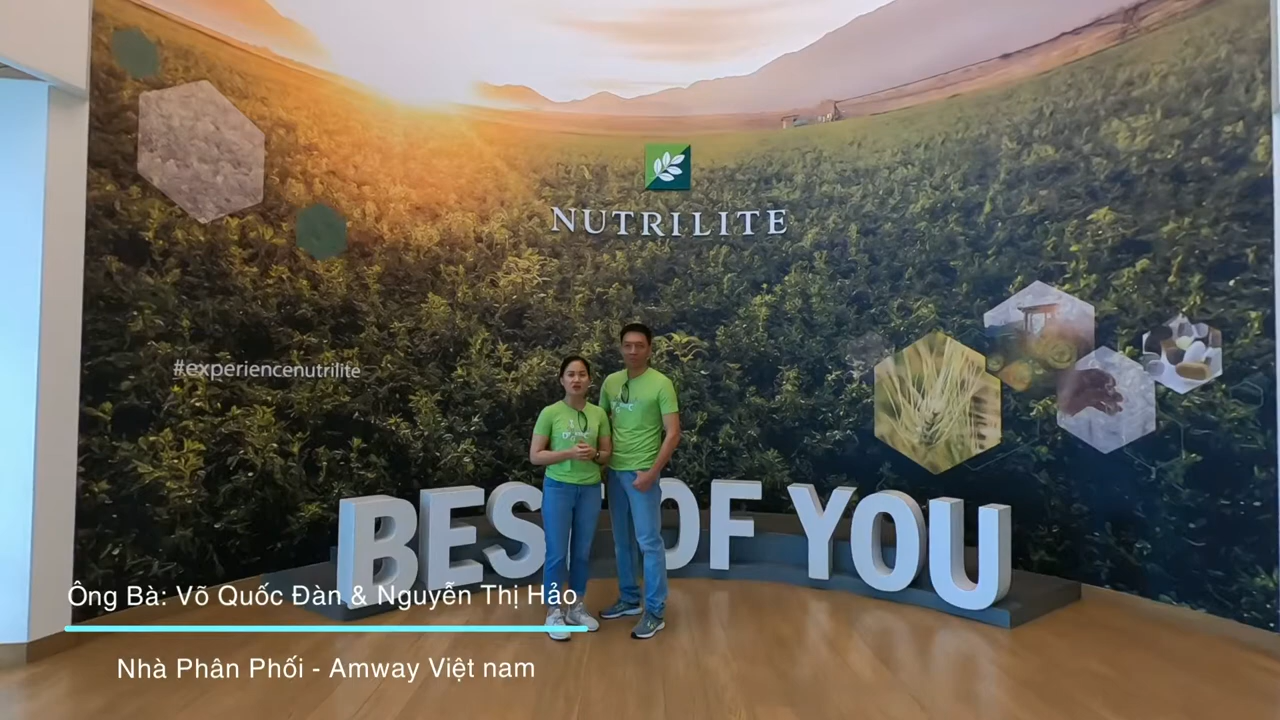 NUTRILITE
#experiencenutrilite
BEST OF YOU
Ông Bà: Võ Quốc Đàn & Nguyễn Thị Hảo
Nhà Phân Phối - Amway Việt nam